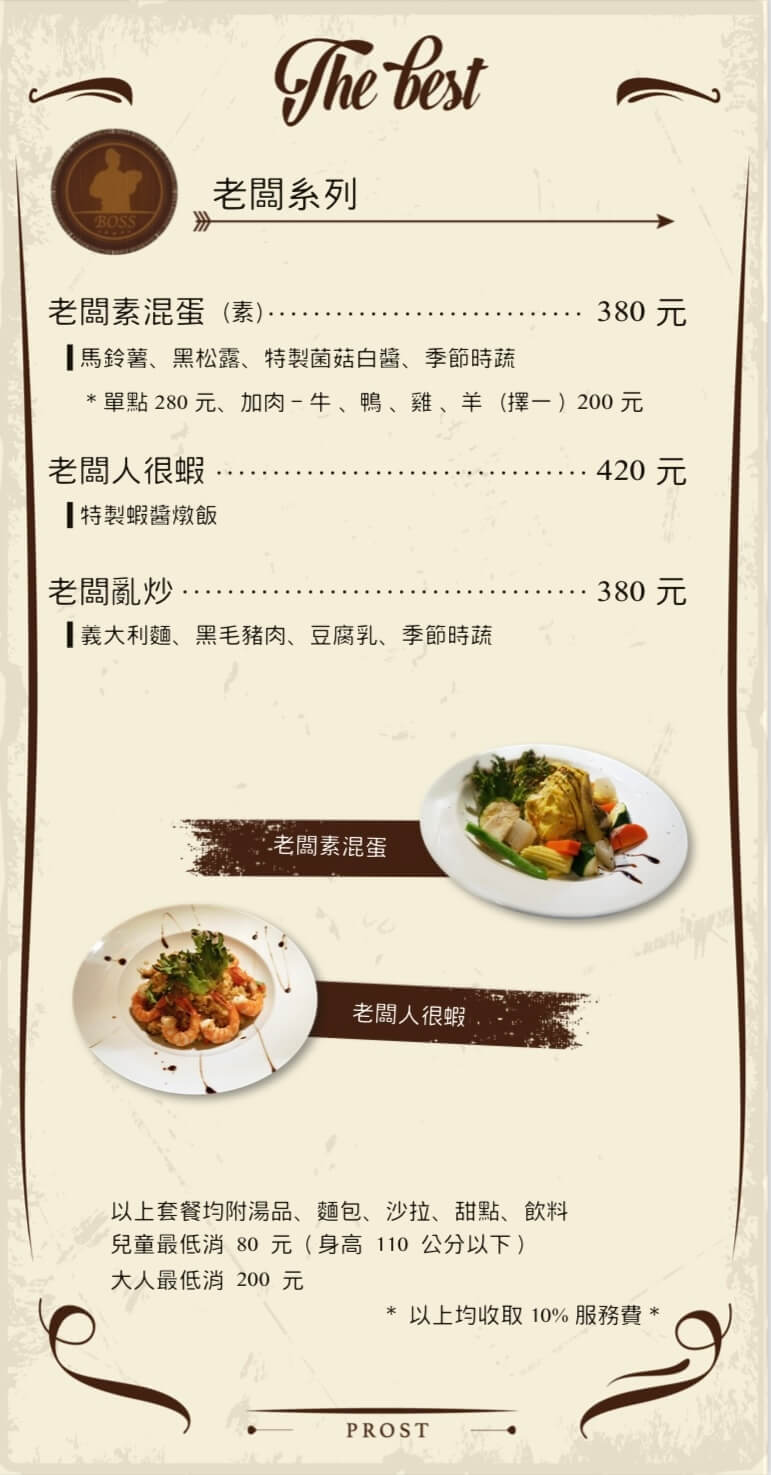 The best
BOSS
老闆系列
老闆素混蛋（素）............................ 380 元
馬鈴薯、黑松露、特製菌菇白醬、季節時蔬
*單點 280 元、加肉－牛、鴨、雞、羊（擇一）200 元
老闆人很蝦 ................................. 420 元
特製蝦醬燉飯
老闆亂炒 .................................... 380 元
義大利麵、黑毛豬肉、豆腐乳、季節時蔬
老闆素混蛋
老闆人很蝦
以上套餐均附湯品、麵包、沙拉、甜點、飲料
兒童最低消 80 元（身高 110 公分以下）
大人最低消 200 元
* 以上均收取 10% 服務費 *
PROST